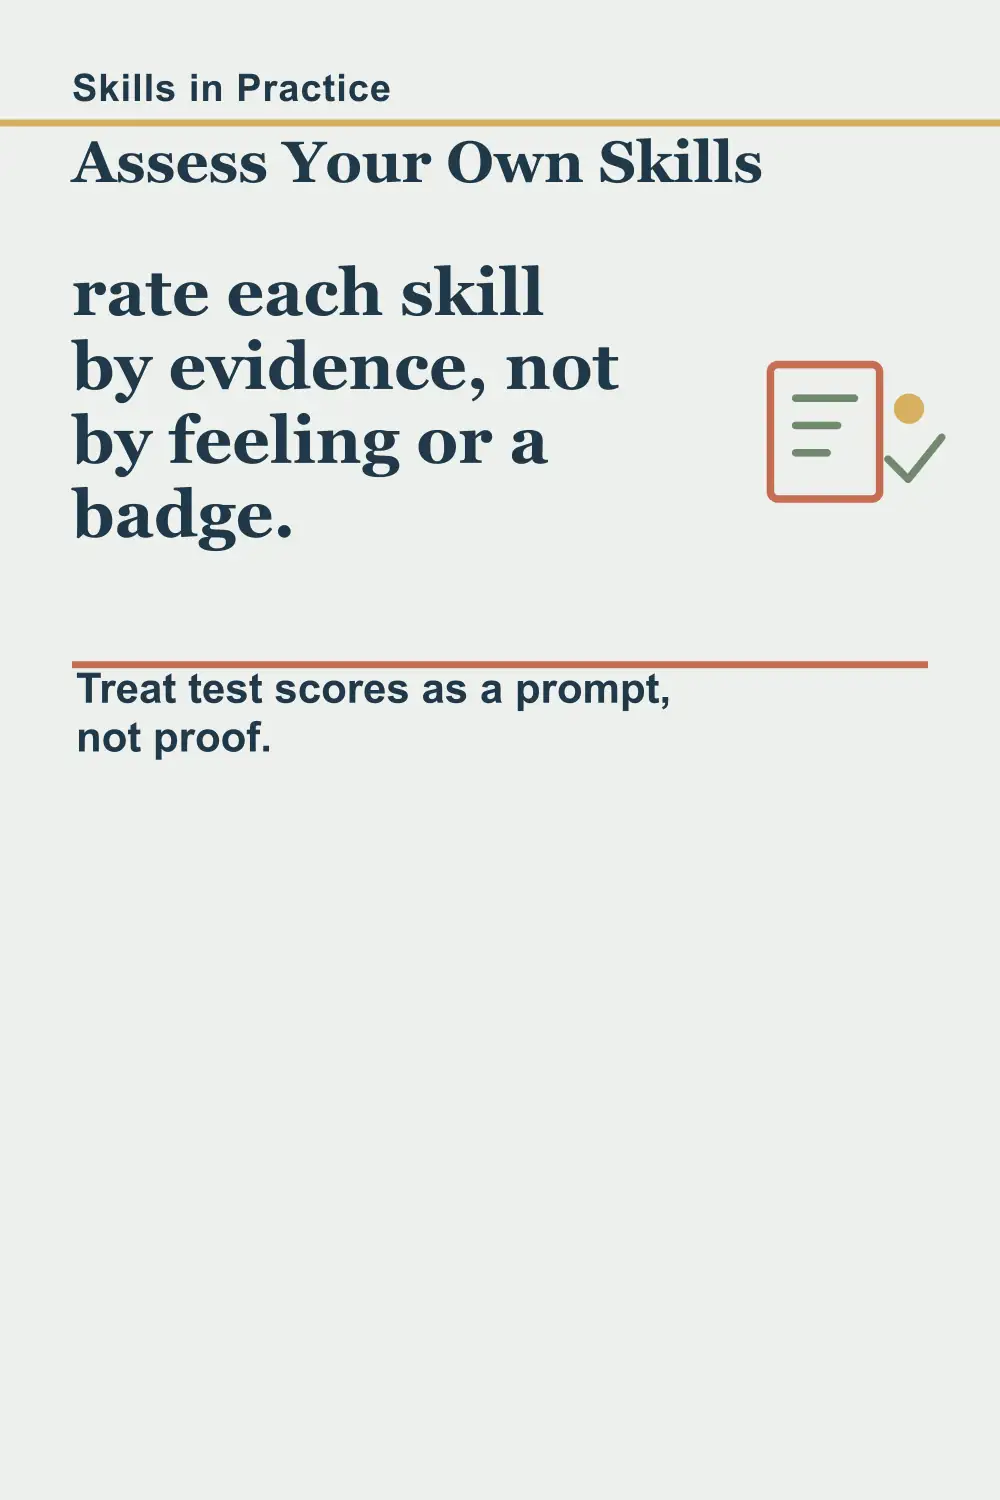 Skills in Practice
Assess Your Own Skills
rate each skill
by evidence, not
by feeling or a
badge.
Treat test scores as a prompt,
not proof.